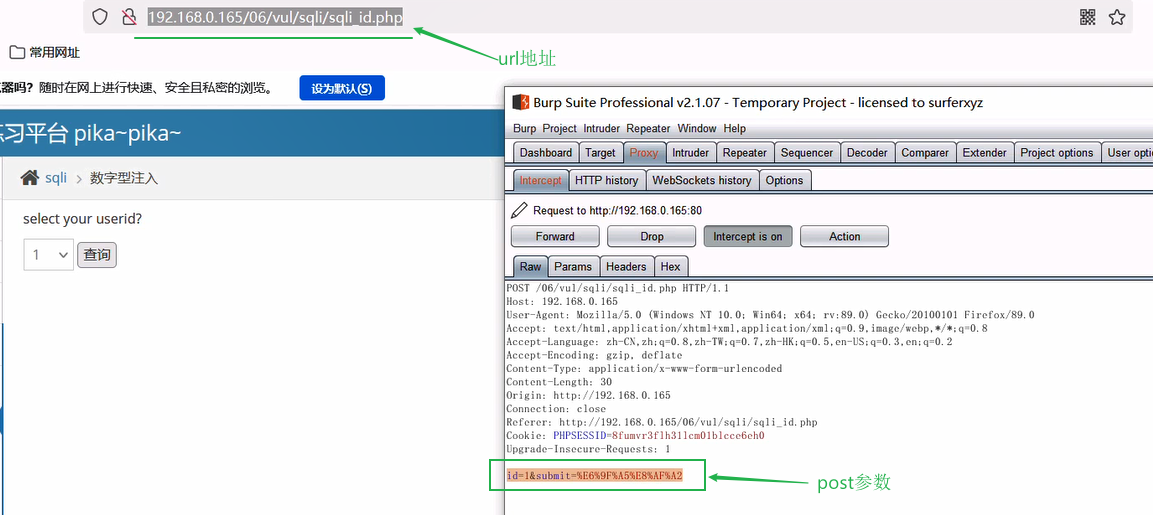 192.168.0.165/06/vul/sqli/sqli_id.php
常用网址
url地址
器吗？随时在网上进行快速、安全且私密的浏览。
设为默认(S)
练习平台 pika~pika~
sqli
数字型注入
select your userid?
1
查询
Burp Suite Professional v2.1.07 - Temporary Project - licensed to surferxyz
Burp Project Intruder Repeater Window Help
Dashboard Target Proxy Intruder Repeater Sequencer Decoder Comparer Extender Project options User optio
Intercept HTTP history WebSockets history Options
Request to http://192.168.0.165:80
Forward Drop Intercept is on Action
Raw Params Headers Hex
POST /06/vul/sqli/sqli_id.php HTTP/1.1
Host: 192.168.0.165
User-Agent: Mozilla/5.0 (Windows NT 10.0; Win64; x64; rv:89.0) Gecko/20100101 Firefox/89.0
Accept: text/html,application/xhtml+xml,application/xml;q=0.9,image/webp,*/*;q=0.8
Accept-Language: zh-CN,zh;q=0.8,zh-TW;q=0.7,zh-HK;q=0.5,en-US;q=0.3,en;q=0.2
Accept-Encoding: gzip, deflate
Content-Type: application/x-www-form-urlencoded
Content-Length: 30
Origin: http://192.168.0.165
Connection: close
Referer: http://192.168.0.165/06/vul/sqli/sqli_id.php
Cookie: PHPSESSID=8fumvr3flh31lcm01blcce6eh0
Upgrade-Insecure-Requests: 1
id=1&submit=%E6%9F%A5%E8%AF%A2
post参数